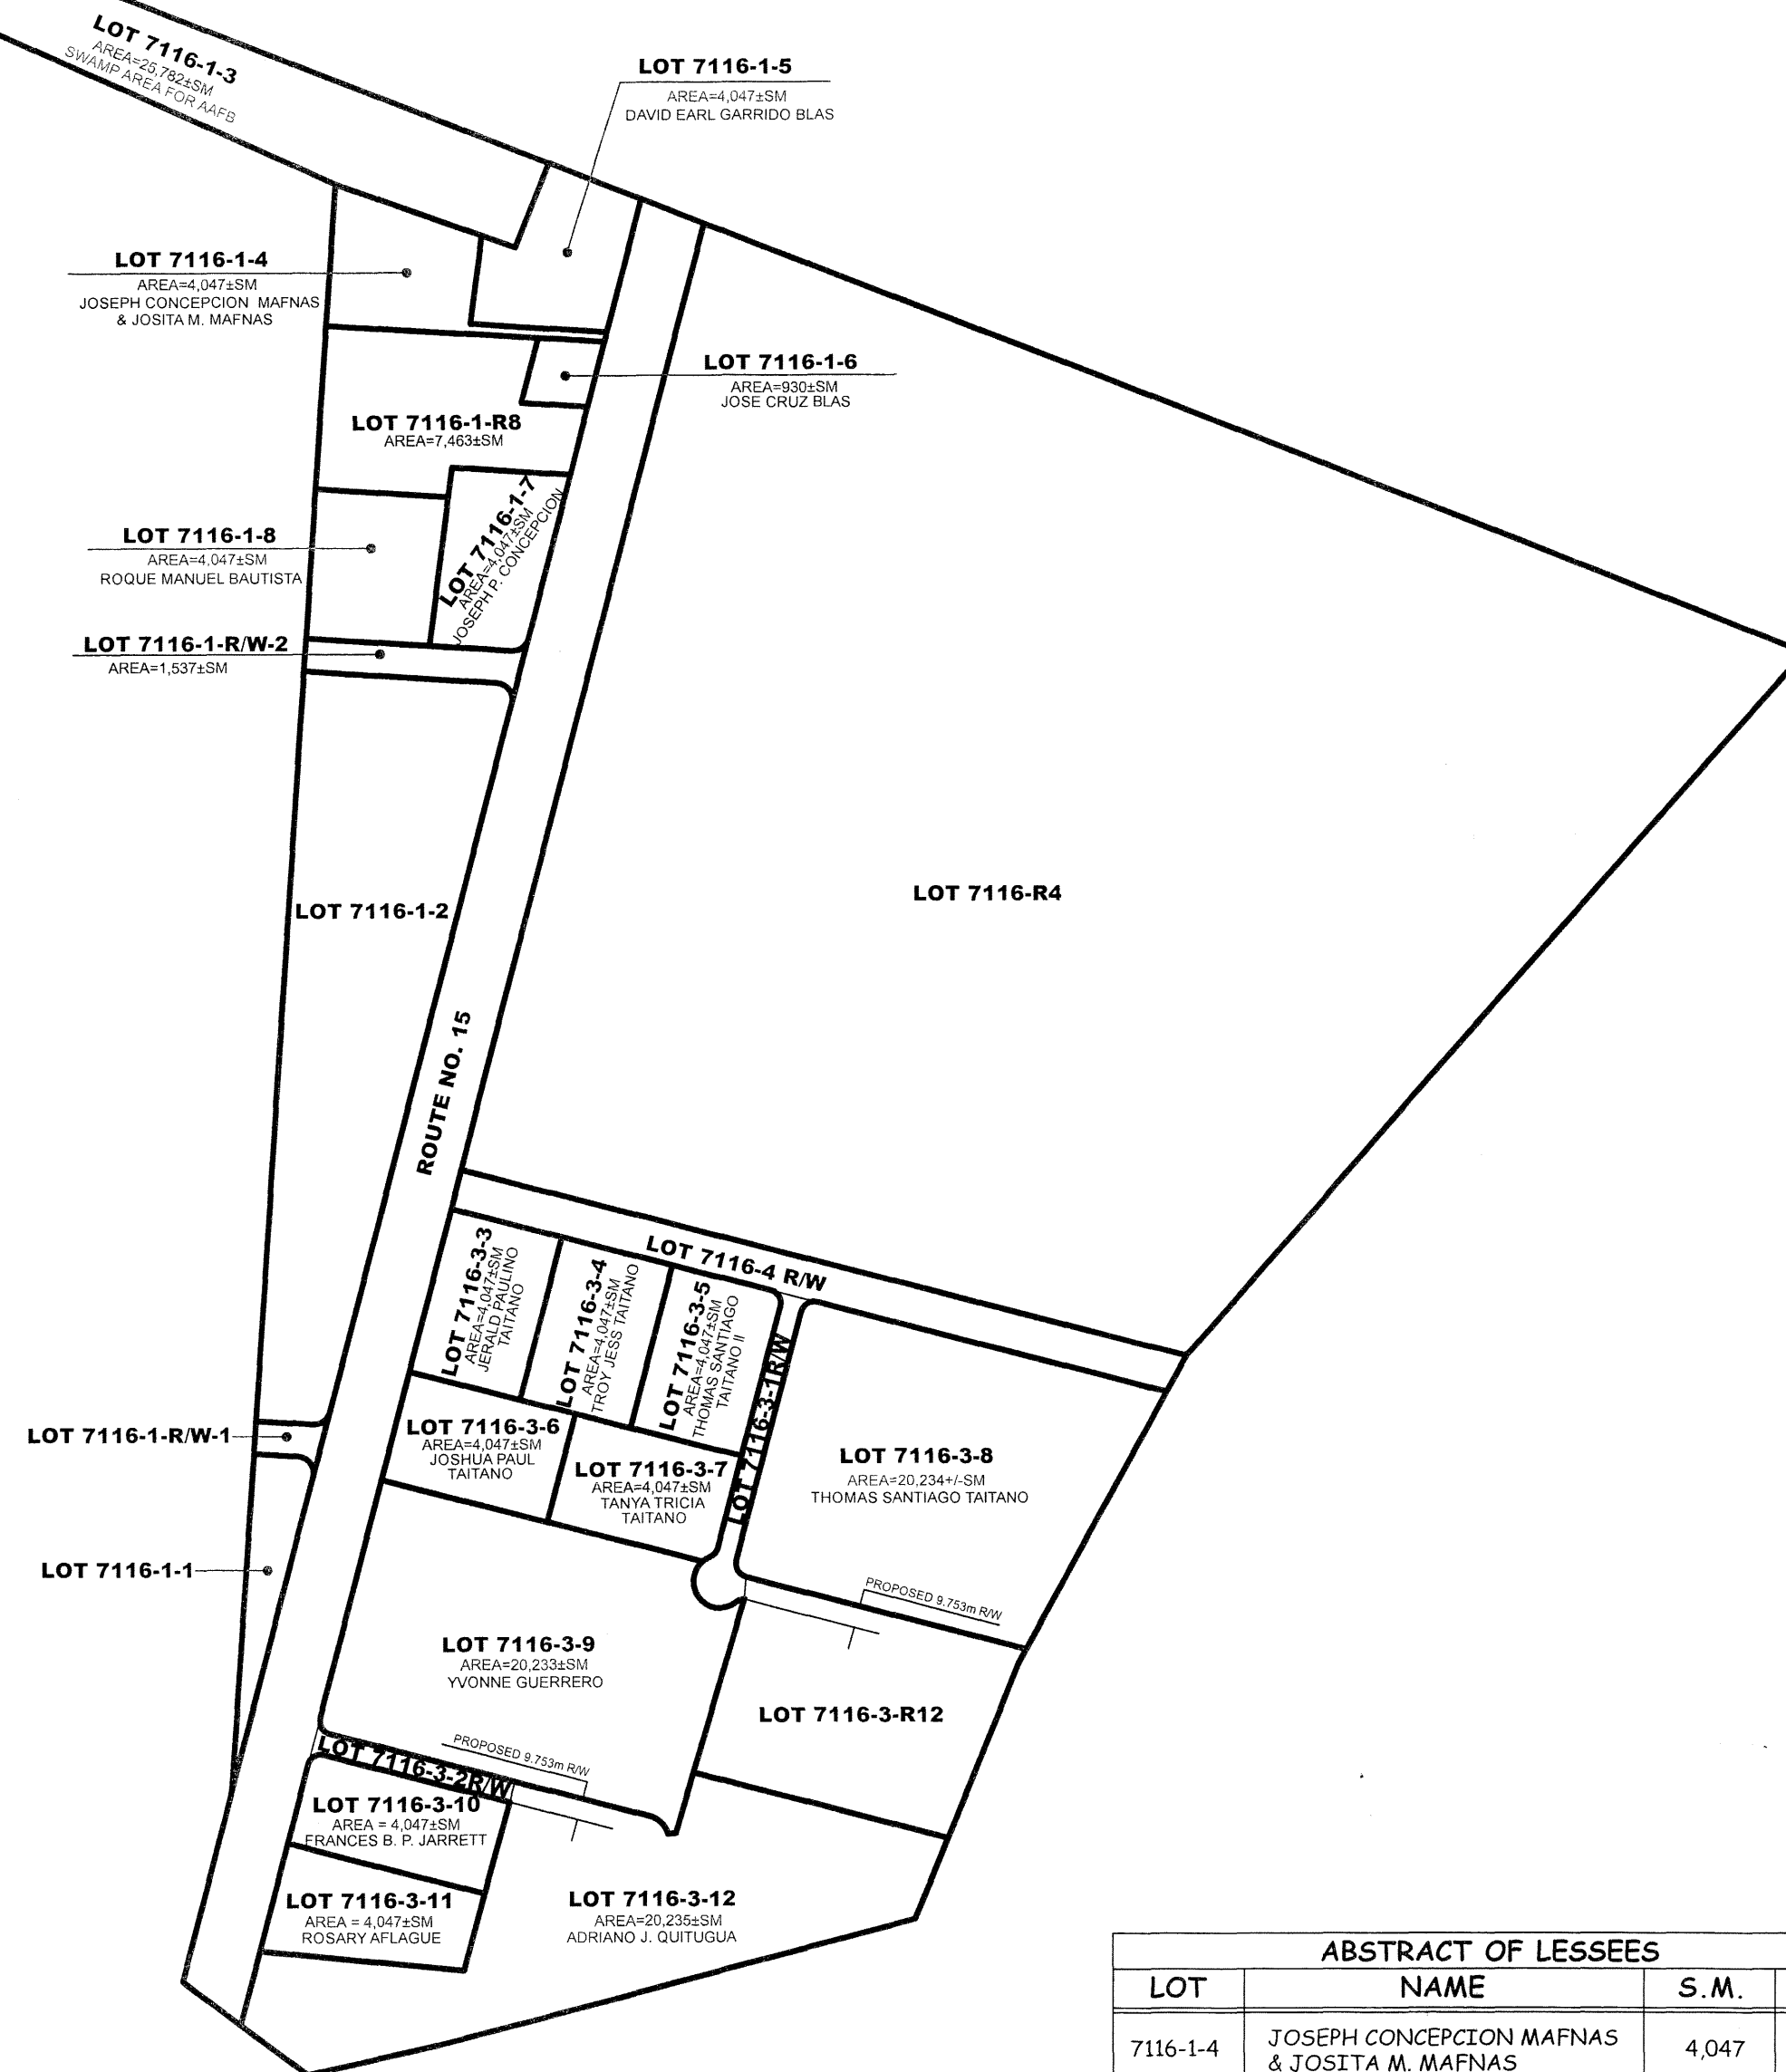 LOT 7116-1-3
AREA=25,782±SM
SWAMP AREA FOR AAFB
LOT 7116-1-5
AREA=4,047±SM
DAVID EARL GARRIDO BLAS
LOT 7116-1-4
AREA=4,047±SM
JOSEPH CONCEPCION MAFNAS
& JOSITA M. MAFNAS
LOT 7116-1-6
AREA=930±SM
JOSE CRUZ BLAS
LOT 7116-1-R8
AREA=7,463±SM
LOT 7116-1-7
AREA=4,047±SM
JOSEPH P. CONCEPCION
LOT 7116-1-8
AREA=4,047±SM
ROQUE MANUEL BAUTISTA
LOT 7116-1-R/W-2
AREA=1,537±SM
LOT 7116-R4
LOT 7116-1-2
ROUTE NO. 15
LOT 7116-4 R/W
LOT 7116-3-3
AREA=4,047±SM
JERALD PAULINO
TAITANO
LOT 7116-3-4
AREA=4,047±SM
TROY JESS TAITANO
LOT 7116-3-5
AREA=4,047±SM
THOMAS SANTIAGO
TAITANO II
LOT 7116-3-1R/W
LOT 7116-3-6
AREA=4,047±SM
JOSHUA PAUL
TAITANO
LOT 7116-3-7
AREA=4,047±SM
TANYA TRICIA
TAITANO
LOT 7116-3-8
AREA=20,234+/-SM
THOMAS SANTIAGO TAITANO
LOT 7116-1-R/W-1
LOT 7116-1-1
PROPOSED 9.753m R/W
LOT 7116-3-9
AREA=20,233±SM
YVONNE GUERRERO
LOT 7116-3-R12
PROPOSED 9.753m R/W
LOT 7116-3-2R/W
LOT 7116-3-10
AREA = 4,047±SM
FRANCES B. P. JARRETT
LOT 7116-3-11
AREA = 4,047±SM
ROSARY AFLAGUE
LOT 7116-3-12
AREA=20,235±SM
ADRIANO J. QUITUGUA
ABSTRACT OF LESSEES
LOT NAME S.M.
7116-1-4 JOSEPH CONCEPCION MAFNAS 4,047
& JOSITA M. MAFNAS